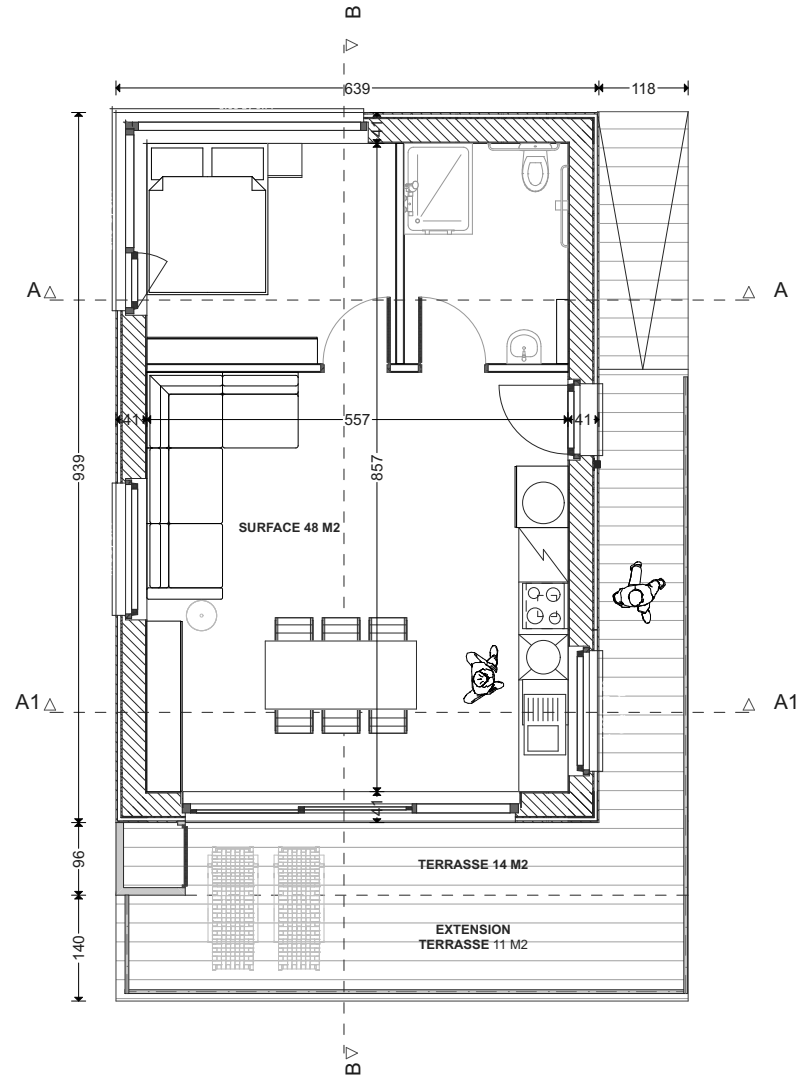 B
639
118
41
A
A
41
557
41
939
857
SURFACE 48 M2
A1
A1
41
96
TERRASSE 14 M2
EXTENSION
TERRASSE 11 M2
140
B